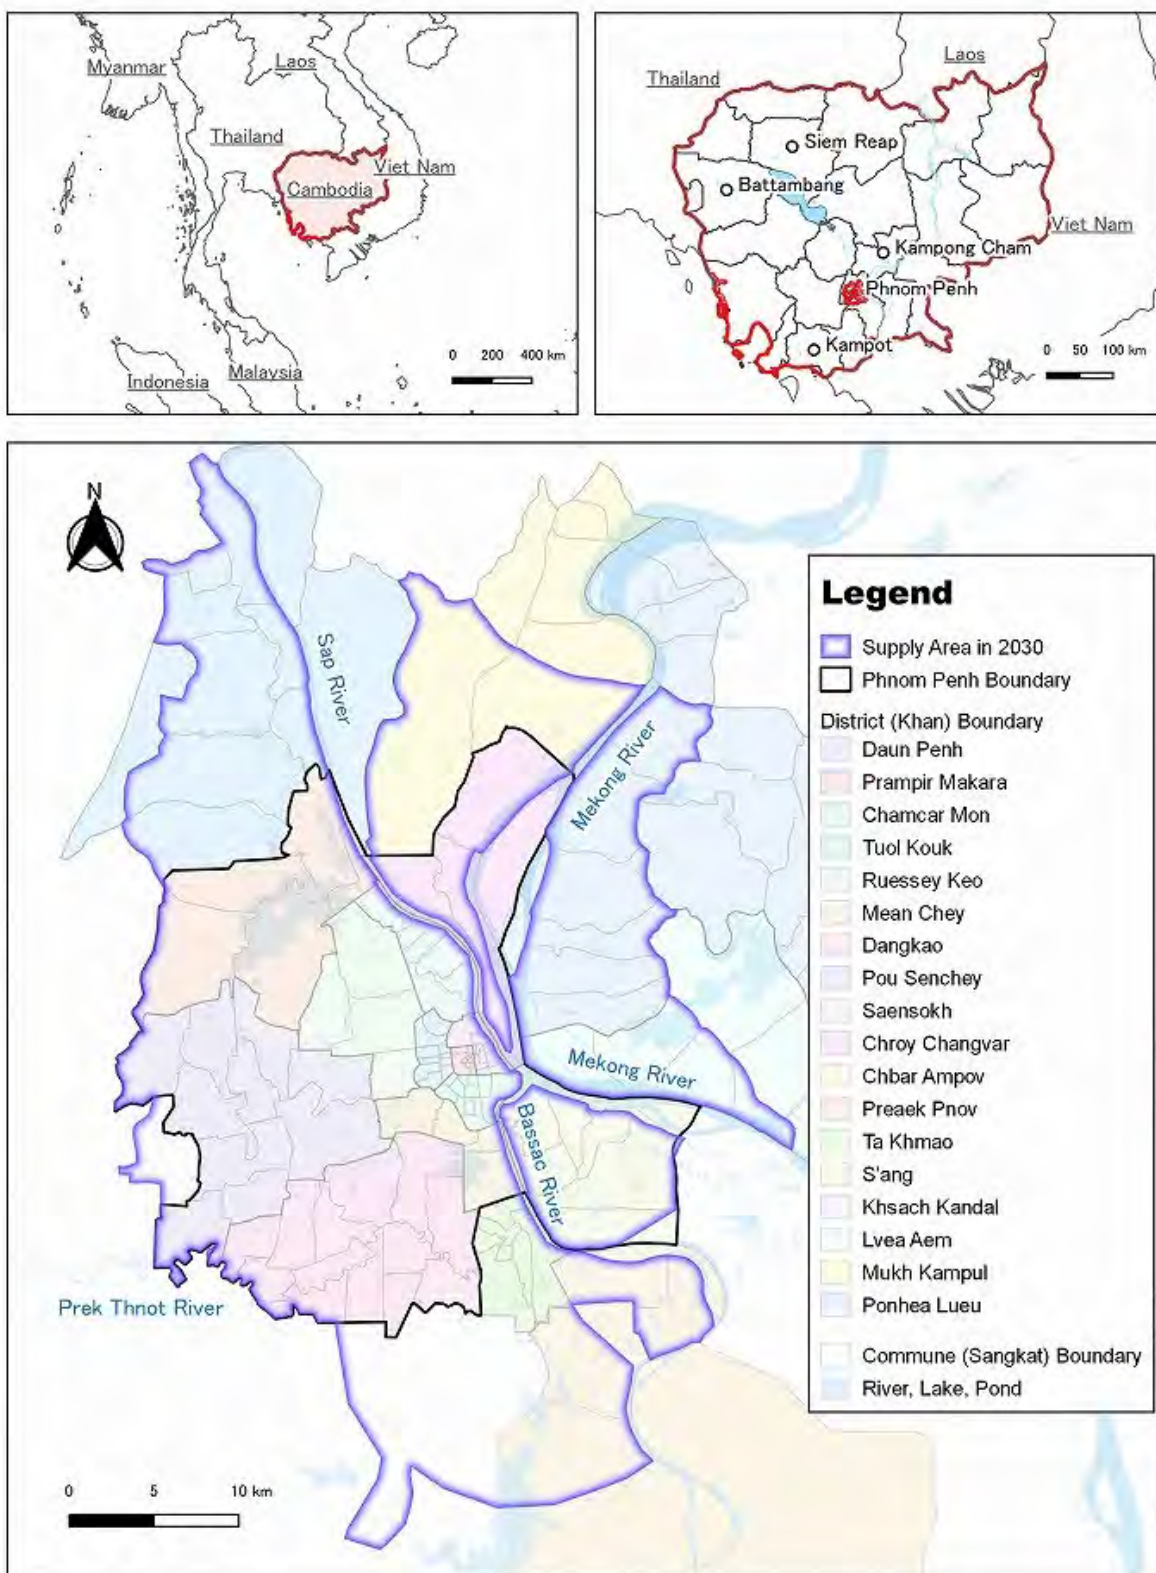 Myanmar
Laos
Thailand
Viet Nam
Cambodia
Indonesia
Malaysia
0 200 400 km
Laos
Thailand
Siem Reap
Battambang
Viet Nam
Kampong Cham
Phnom Penh
Kampot
0 50 100 km
N
Sap River
Mekong River
Mekong River
Bassac River
Prek Thnot River
0 5 10 km
Legend
Supply Area in 2030
Phnom Penh Boundary
District (Khan) Boundary
Daun Penh
Prampir Makara
Chamcar Mon
Tuol Kouk
Ruessey Keo
Mean Chey
Dangkao
Pou Senchey
Saensokh
Chroy Changvar
Chbar Ampov
Preaek Pnov
Ta Khmao
S'ang
Khsach Kandal
Lvea Aem
Mukh Kampul
Ponhea Lueu
Commune (Sangkat) Boundary
River, Lake, Pond